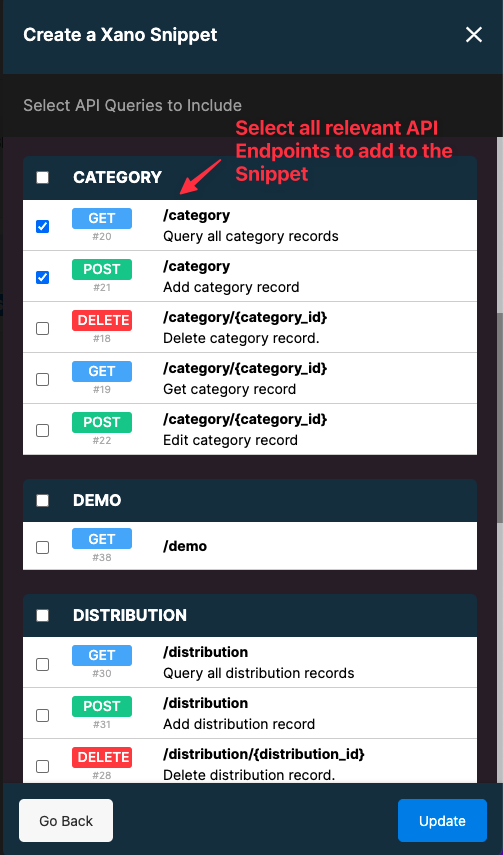 Create a Xano Snippet
Select API Queries to Include
Select all relevant API
Endpoints to add to the
Snippet
CATEGORY
GET /category
#20 Query all category records
POST /category
#21 Add category record
DELETE /category/{category_id}
#18 Delete category record.
GET /category/{category_id}
#19 Get category record
POST /category/{category_id}
#22 Edit category record
DEMO
GET /demo
#38
DISTRIBUTION
GET /distribution
#30 Query all distribution records
POST /distribution
#31 Add distribution record
DELETE /distribution/{distribution_id}
#28 Delete distribution record.
Go Back Update